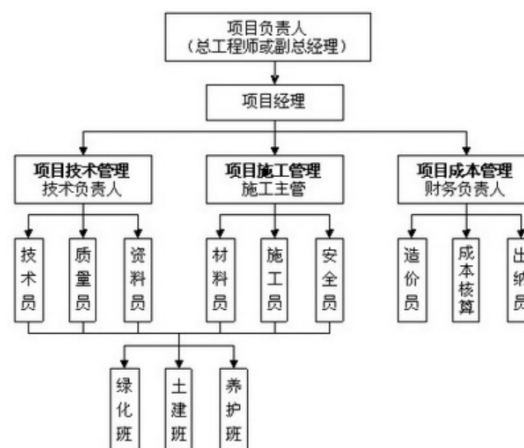 项目负责人
（总工程师或副总经理）
项目经理
项目技术管理
技术负责人
项目施工管理
施工主管
项目成本管理
财务负责人
技术员
质量员
资料员
材料员
施工员
安全员
造价员
成本核算
出纳员
绿化班
土建班
养护班